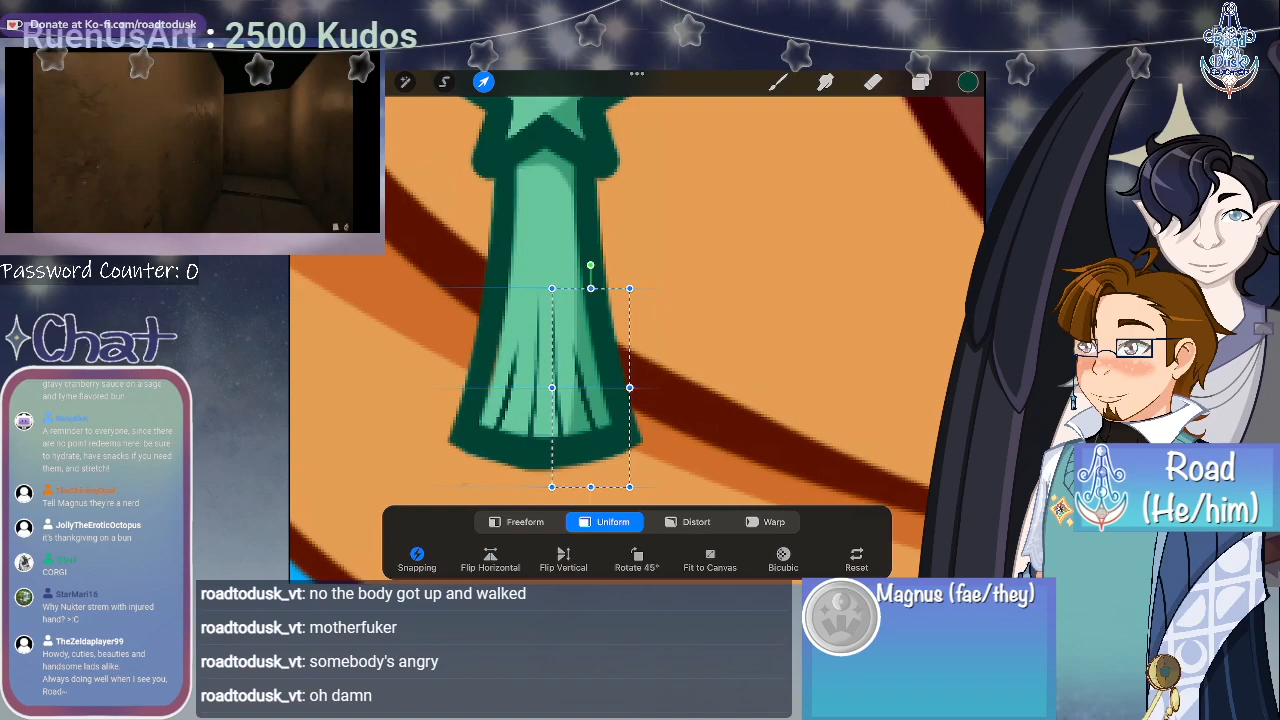 Donate at Ko-fi.com/roadtodusk
RuenUsArt : 2500 Kudos
Road to Dusk
Password Counter: 0
Chat
gravy cranberry sauce on a sage
and tyme flavored bun
A reminder to everyone, since there
are no point redeems here: be sure
to hydrate, have snacks if you need
them, and stretch!
Tell Magnus they're a nerd
JollyTheEroticOctopus
it's thankgiving on a bun
CORGI
StarMari16
Why Nukter strem with injured
hand? >:C
TheZeldaplayer99
Howdy, cuties, beauties and
handsome lads alike.
Always doing well when I see you,
Road~
Freeform
Uniform
Distort
Warp
Snapping
Flip Horizontal
Flip Vertical
Rotate 45°
Fit to Canvas
Bicubic
Reset
roadtodusk_vt: no the body got up and walked
roadtodusk_vt: motherfuker
roadtodusk_vt: somebody's angry
roadtodusk_vt: oh damn
Road
(He/him)
Magnus (fae/they)